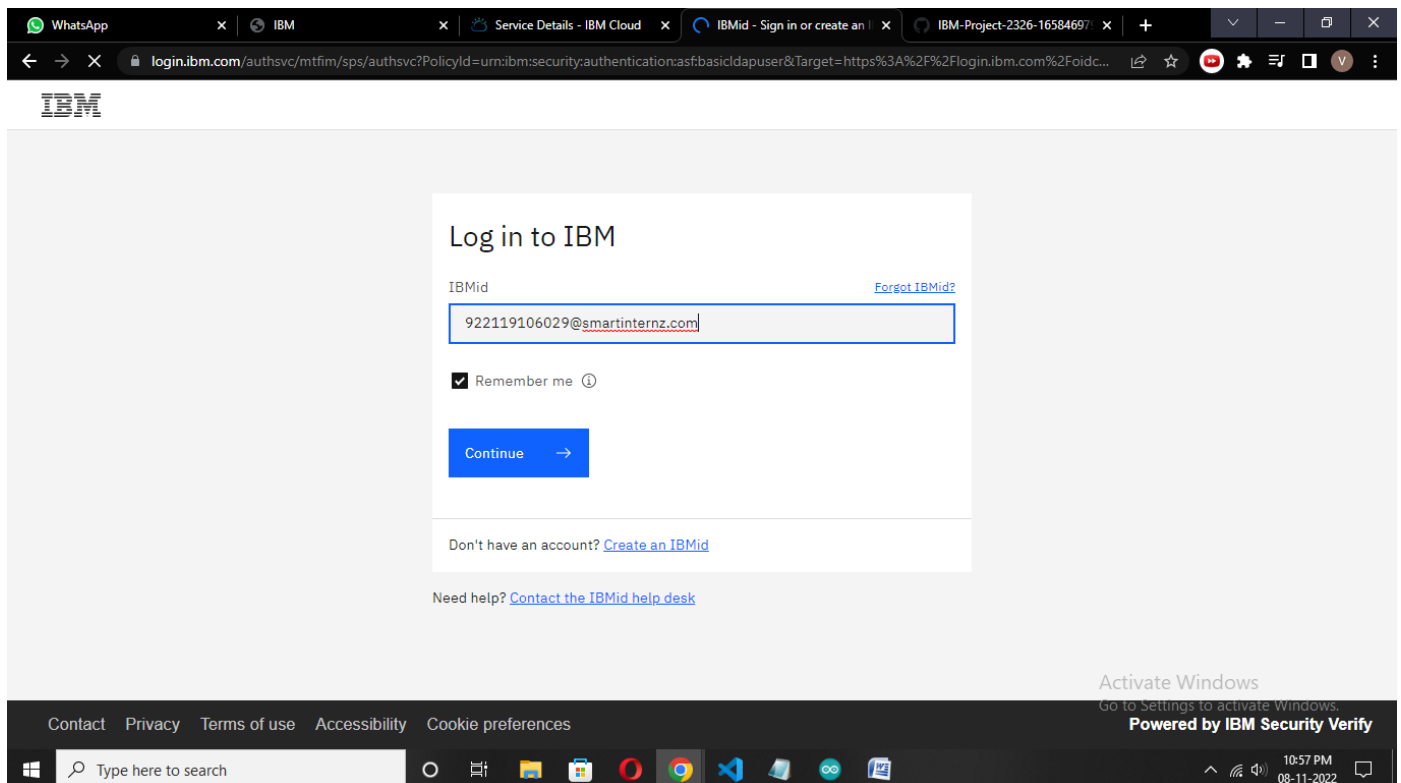 WhatsApp
IBM
Service Details - IBM Cloud
IBMid - Sign in or create an I
IBM-Project-2326-16584697
login.ibm.com/authsvc/mtfim/sps/authsvc?PolicyId=urn:ibm:security:authentication:asf:basicldapuser&Target=https%3A%2F%2Flogin.ibm.com%2Foidc...
V
IBM
Log in to IBM
IBMid
Forgot IBMid?
922119106029@smartinternz.com
Remember me
Continue
Don't have an account? Create an IBMid
Need help? Contact the IBMid help desk
Activate Windows
Go to Settings to activate Windows.
Contact Privacy Terms of use Accessibility Cookie preferences
Powered by IBM Security Verify
Type here to search
10:57 PM
08-11-2022